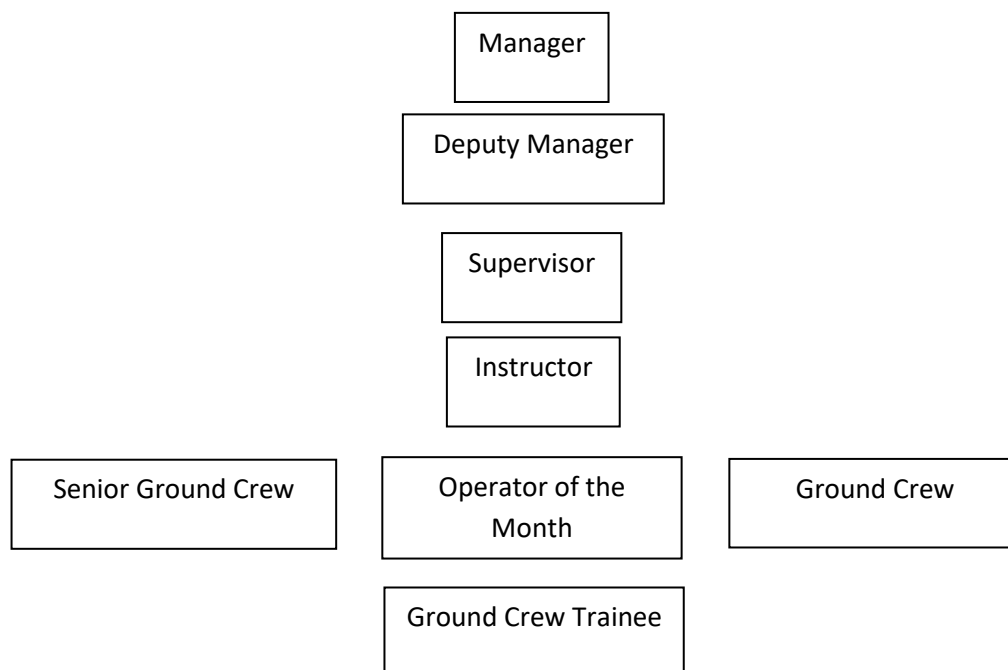 Manager
Deputy Manager
Supervisor
Instructor
Senior Ground Crew
Operator of the
Month
Ground Crew
Ground Crew Trainee